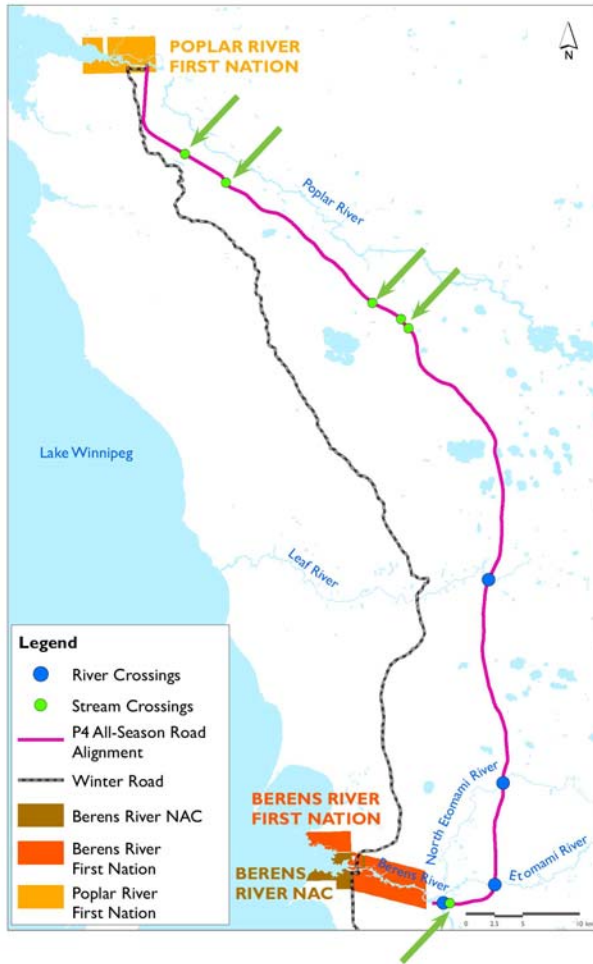 POPLAR RIVER
FIRST NATION
N
Poplar River
Lake Winnipeg
Leaf River
Legend
River Crossings
Stream Crossings
P4 All-Season Road
Alignment
Winter Road
Berens River NAC
Berens River
First Nation
Poplar River
First Nation
BERENS RIVER
FIRST NATION
North Etomami River
Etomami River
Berens River
BERENS
RIVER NAC
0 2.5 5 10 km